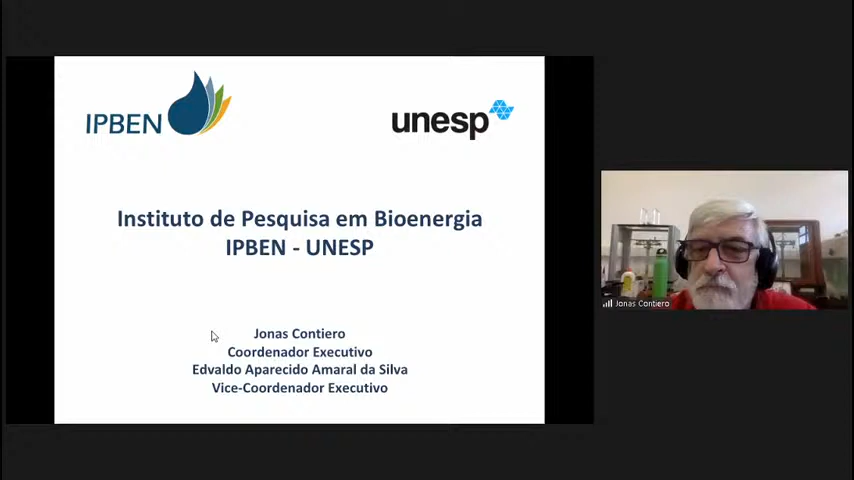 IPBEN
unesp
Instituto de Pesquisa em Bioenergia
IPBEN - UNESP
Jonas Contiero
Coordenador Executivo
Edvaldo Aparecido Amaral da Silva
Vice-Coordenador Executivo
Jonas Contiero